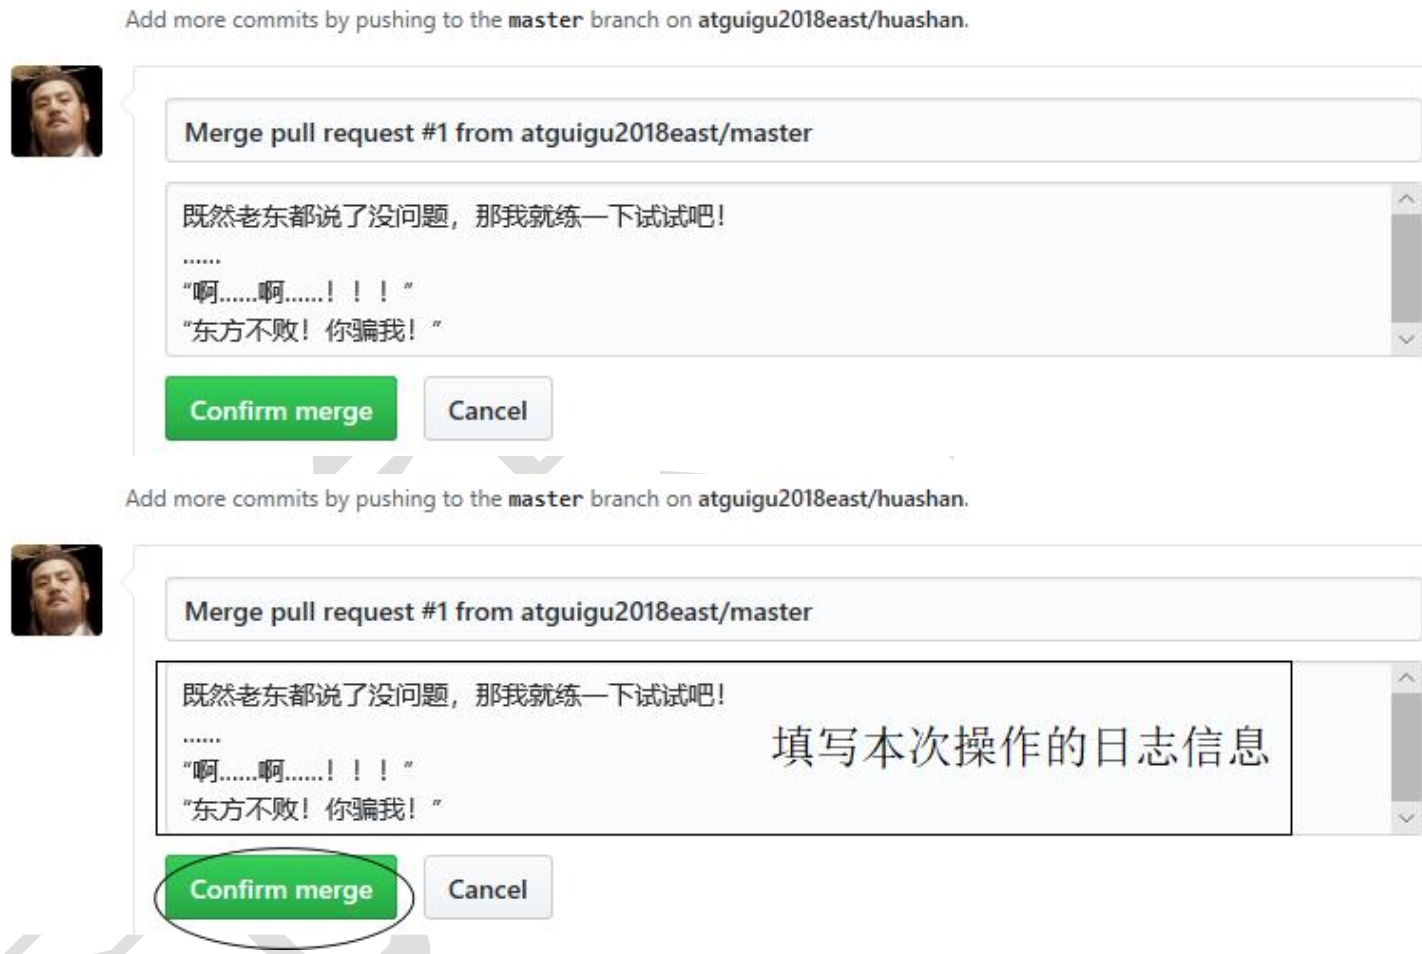 Add more commits by pushing to the master branch on atguigu2018east/huashan.
Merge pull request #1 from atguigu2018east/master
既然老东都说了没问题，那我就练一下试试吧！
......
“啊......啊......！！！”
“东方不败！你骗我！”
Confirm merge Cancel
Add more commits by pushing to the master branch on atguigu2018east/huashan.
Merge pull request #1 from atguigu2018east/master
既然老东都说了没问题，那我就练一下试试吧！
......
“啊......啊......！！！”
填写本次操作的日志信息
“东方不败！你骗我！”
Confirm merge Cancel